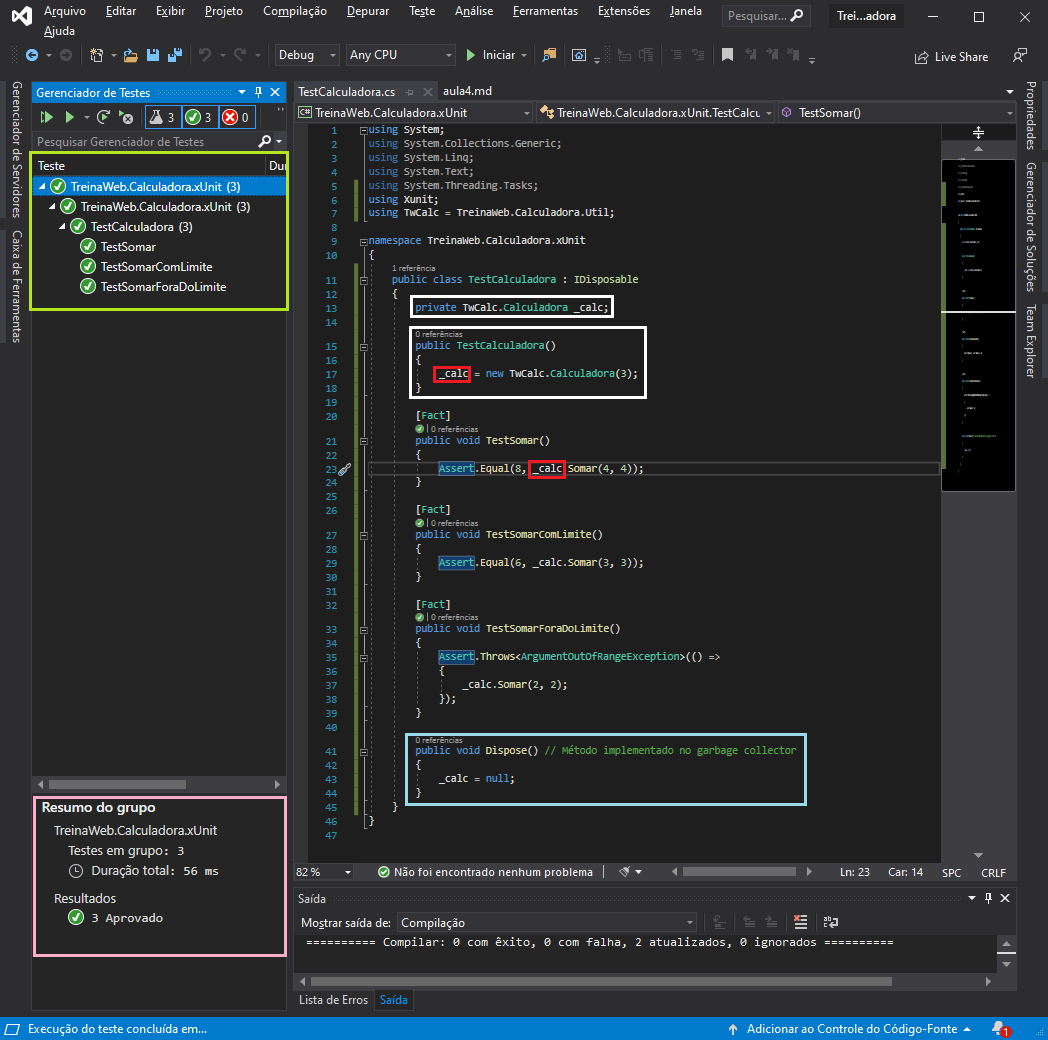 Arquivo Editar Exibir Projeto Compilação Depurar Teste Análise Ferramentas Extensões Janela Pesquisar... Trei...adora
Ajuda
Debug Any CPU Iniciar Live Share
Gerenciador de Servidores
Caixa de Ferramentas
Gerenciador de Testes
3 3 0
Pesquisar Gerenciador de Testes
Teste Dur
TreinaWeb.Calculadora.xUnit (3)
TreinaWeb.Calculadora.xUnit (3)
TestCalculadora (3)
TestSomar
TestSomarComLimite
TestSomarForaDoLimite
Resumo do grupo
TreinaWeb.Calculadora.xUnit
Testes em grupo: 3
Duração total: 56 ms
Resultados
3 Aprovado
TestCalculadora.cs aula4.md
C# TreinaWeb.Calculadora.xUnit TreinaWeb.Calculadora.xUnit.TestCalcu TestSomar()
1 using System;
2 using System.Collections.Generic;
3 using System.Linq;
4 using System.Text;
5 using System.Threading.Tasks;
6 using Xunit;
7 using TwCalc = TreinaWeb.Calculadora.Util;
8
9 namespace TreinaWeb.Calculadora.xUnit
10 {
1 referência
11 public class TestCalculadora : IDisposable
12 {
13 private TwCalc.Calculadora _calc;
14
0 referências
15 public TestCalculadora()
16 {
17 _calc = new TwCalc.Calculadora(3);
18 }
19
20 [Fact]
| 0 referências
21 public void TestSomar()
22 {
23 Assert.Equal(8, _calc.Somar(4, 4));
24 }
25
26 [Fact]
| 0 referências
27 public void TestSomarComLimite()
28 {
29 Assert.Equal(6, _calc.Somar(3, 3));
30 }
31
32 [Fact]
| 0 referências
33 public void TestSomarForaDoLimite()
34 {
35 Assert.Throws<ArgumentOutOfRangeException>(() =>
36 {
37 _calc.Somar(2, 2);
38 });
39 }
40
0 referências
41 public void Dispose() // Método implementado no garbage collector
42 {
43 _calc = null;
44 }
45 }
46 }
47
82 % Não foi encontrado nenhum problema Ln: 23 Car: 14 SPC CRLF
Saída
Mostrar saída de: Compilação
========== Compilar: 0 com êxito, 0 com falha, 2 atualizados, 0 ignorados ==========
Lista de Erros Saída
Propriedades
Gerenciador de Soluções
Team Explorer
Execução do teste concluída em... Adicionar ao Controle do Código-Fonte 1